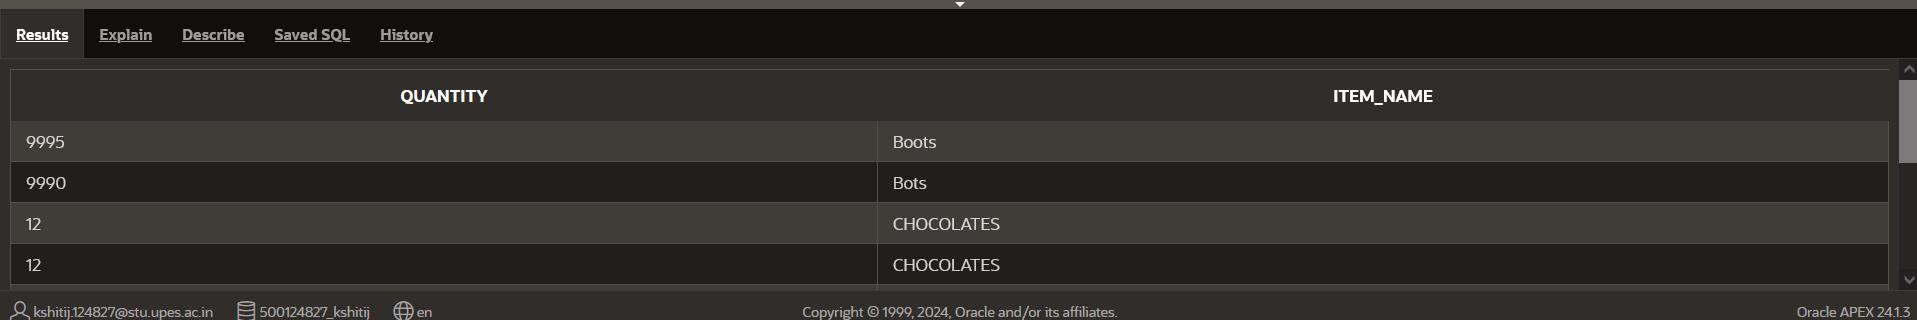 Results Explain Describe Saved SQL History
QUANTITY ITEM_NAME
9995 Boots
9990 Bots
12 CHOCOLATES
12 CHOCOLATES
kshitij.124827@stu.upes.ac.in 500124827_kshitij en Copyright © 1999, 2024, Oracle and/or its affiliates. Oracle APEX 24.1.3